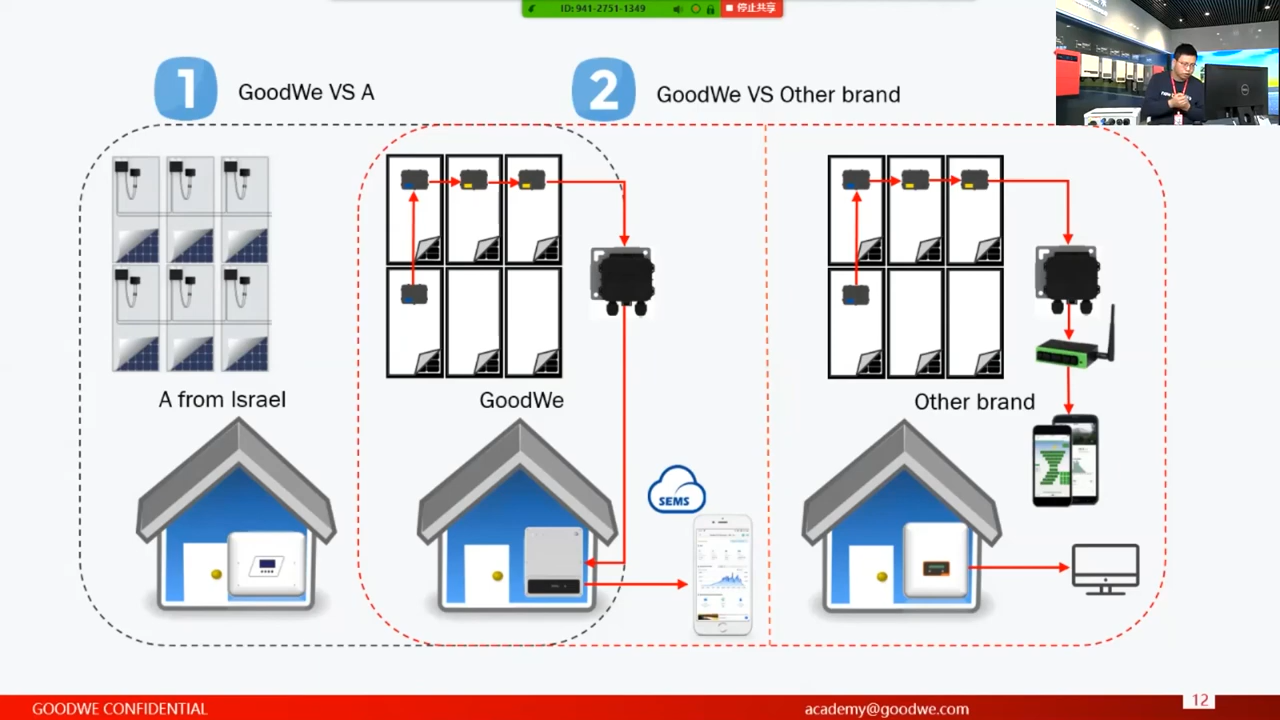 ID: 941-2751-1349
停止共享
1
GoodWe VS A
2
GoodWe VS Other brand
A from Israel
GoodWe
Other brand
SEMS
GOODWE CONFIDENTIAL
academy@goodwe.com
12